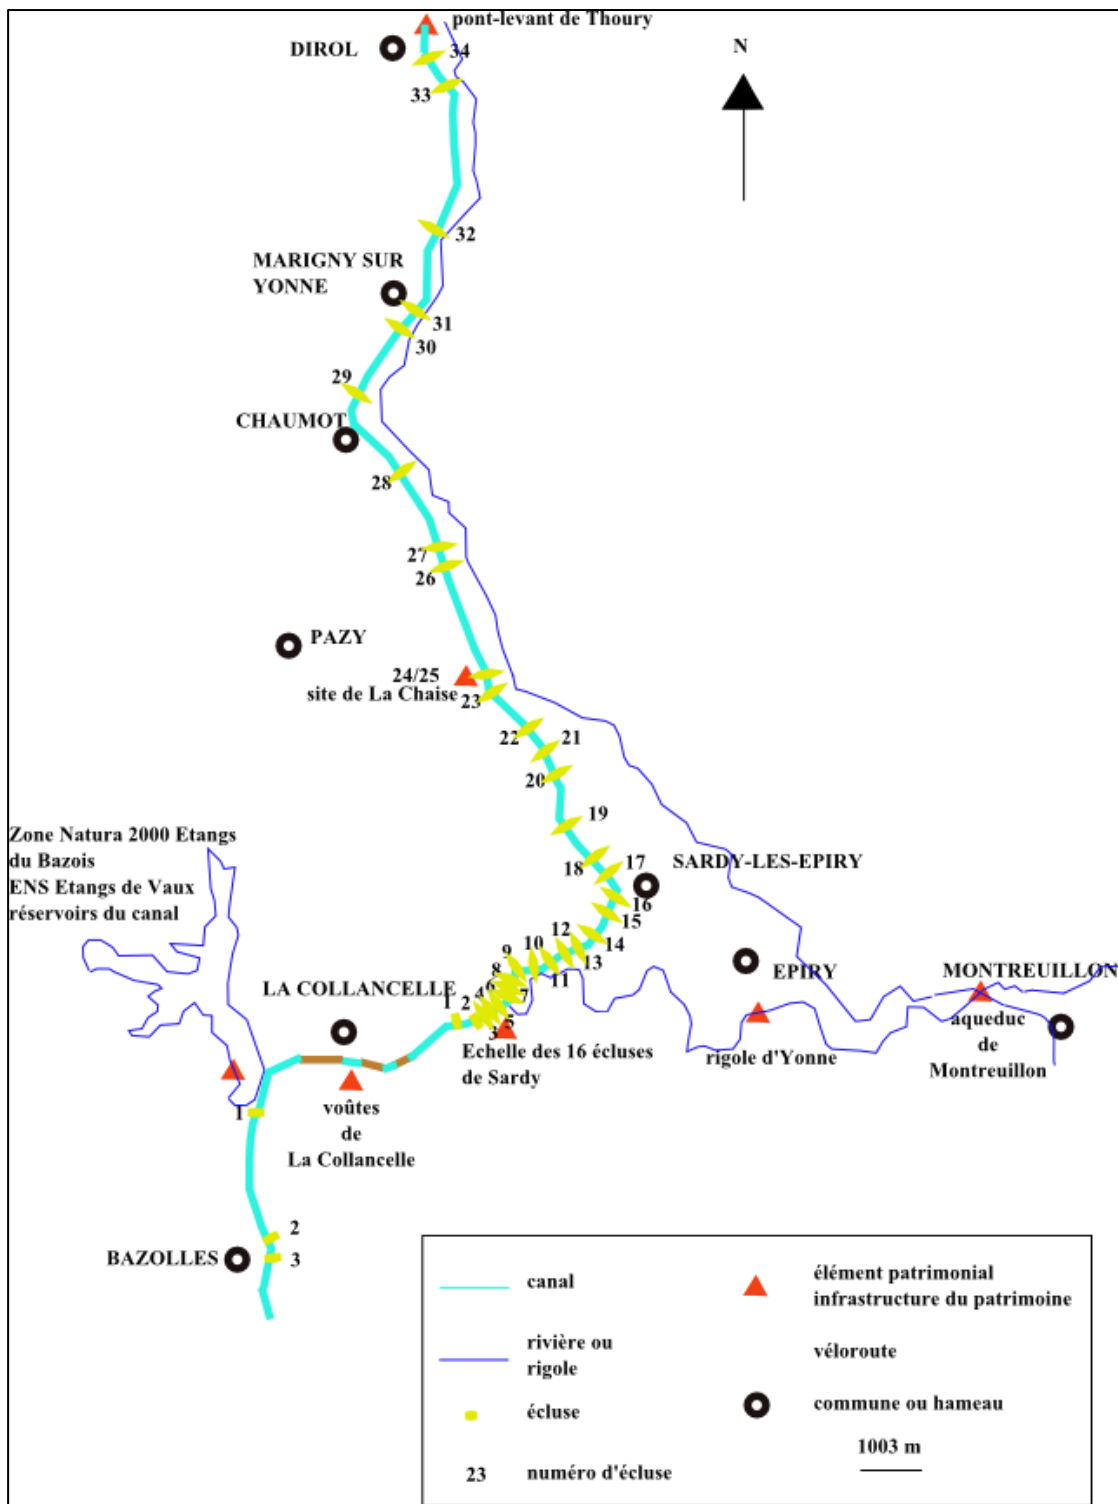 pont-levant de Thoury
DIROL
34
N
33
32
MARIGNY SUR
YONNE
31
30
29
CHAUMOT
28
27
26
PAZY
24/25
site de La Chaise
23
22
21
20
19
Zone Natura 2000 Etangs
du Bazois
ENS Etangs de Vaux
réservoirs du canal
18
17
SARDY-LES-EPIRY
16
15
14
12
13
9
10
11
8
6
7
4
LA COLLANCELLE
1
2
5
3
EPIRY
MONTREUILLON
Echelle des 16 écluses
de Sardy
rigole d'Yonne
aqueduc
de
Montreuillon
1
voûtes
de
La Collancelle
2
BAZOLLES
3
canal
élément patrimonial
infrastructure du patrimoine
rivière ou
rigole
véloroute
écluse
commune ou hameau
1003 m
23
numéro d'écluse